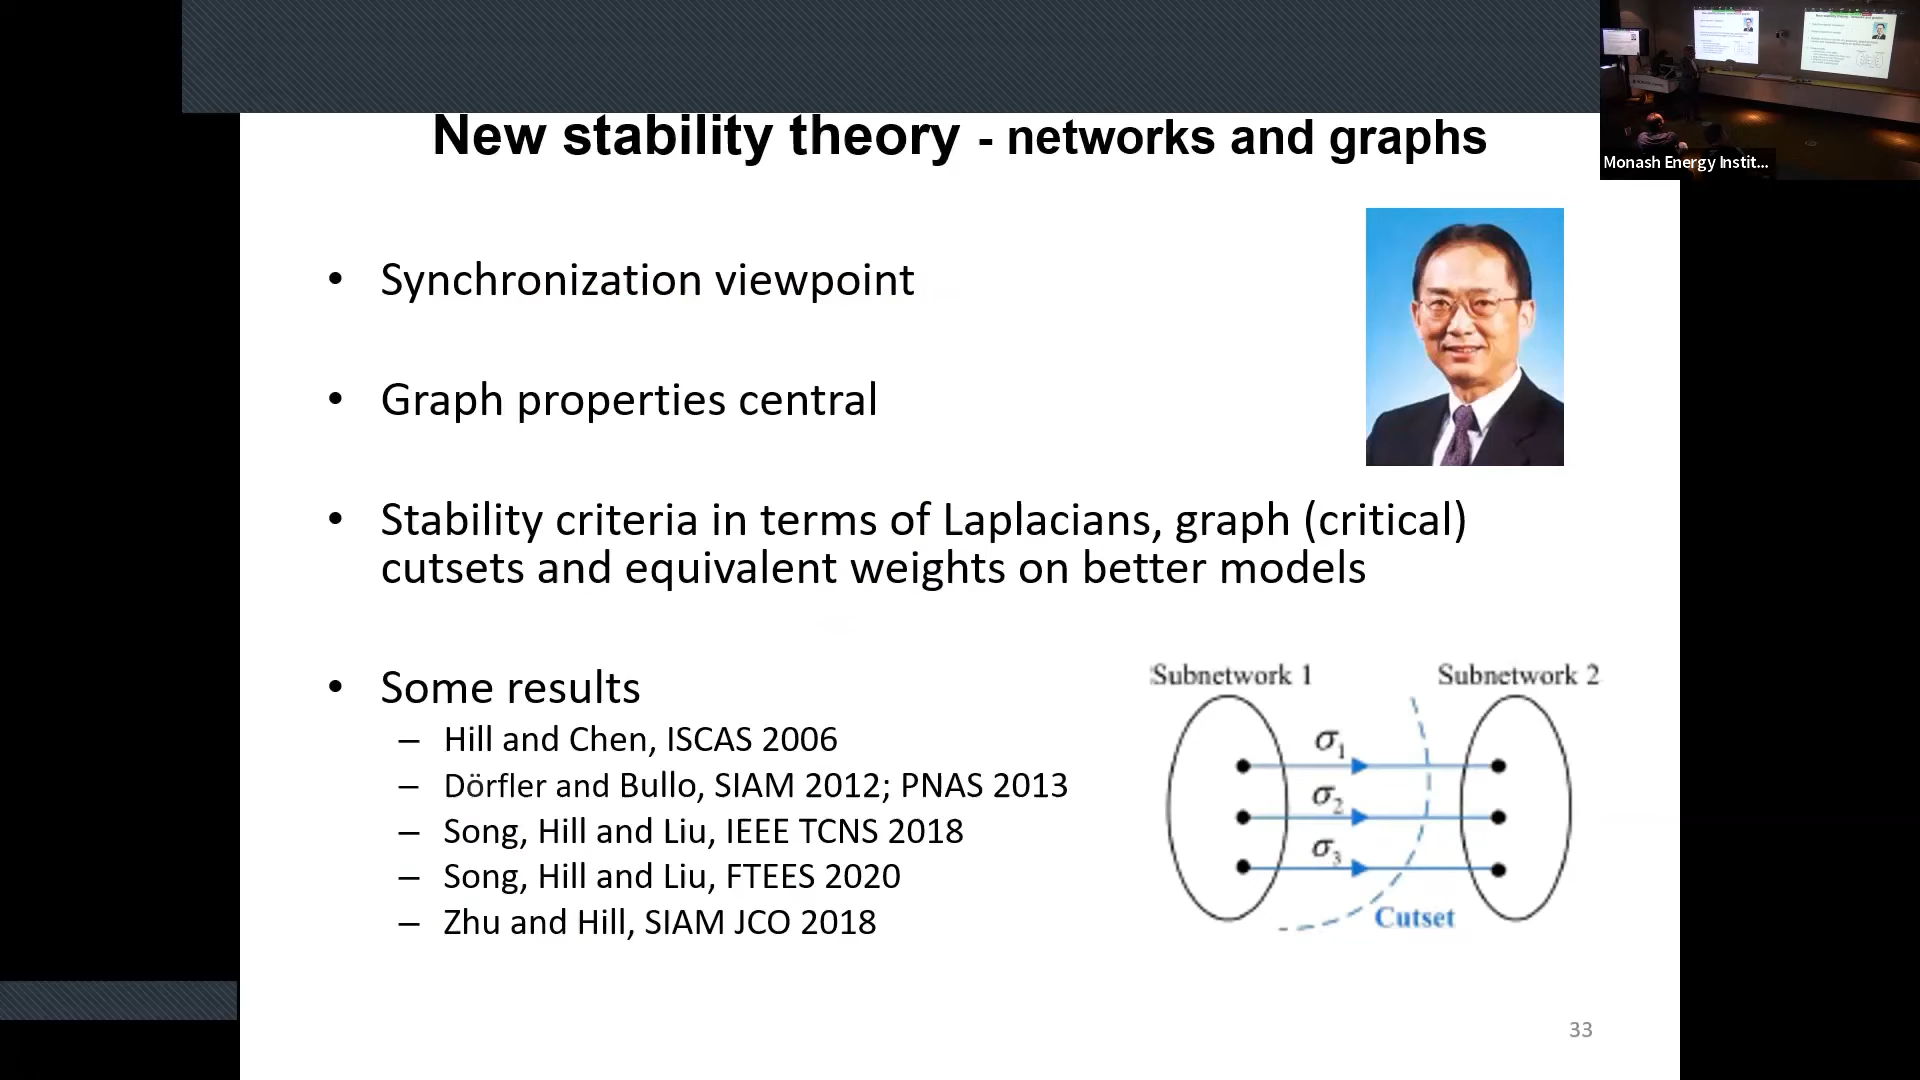 New stability theory - networks and graphs
Monash Energy Instit...
• Synchronization viewpoint
• Graph properties central
• Stability criteria in terms of Laplacians, graph (critical)
cutsets and equivalent weights on better models
• Some results
– Hill and Chen, ISCAS 2006
– Dörfler and Bullo, SIAM 2012; PNAS 2013
– Song, Hill and Liu, IEEE TCNS 2018
– Song, Hill and Liu, FTEES 2020
– Zhu and Hill, SIAM JCO 2018
Subnetwork 1
Subnetwork 2
σ₁
σ₂
σ₃
Cutset
33